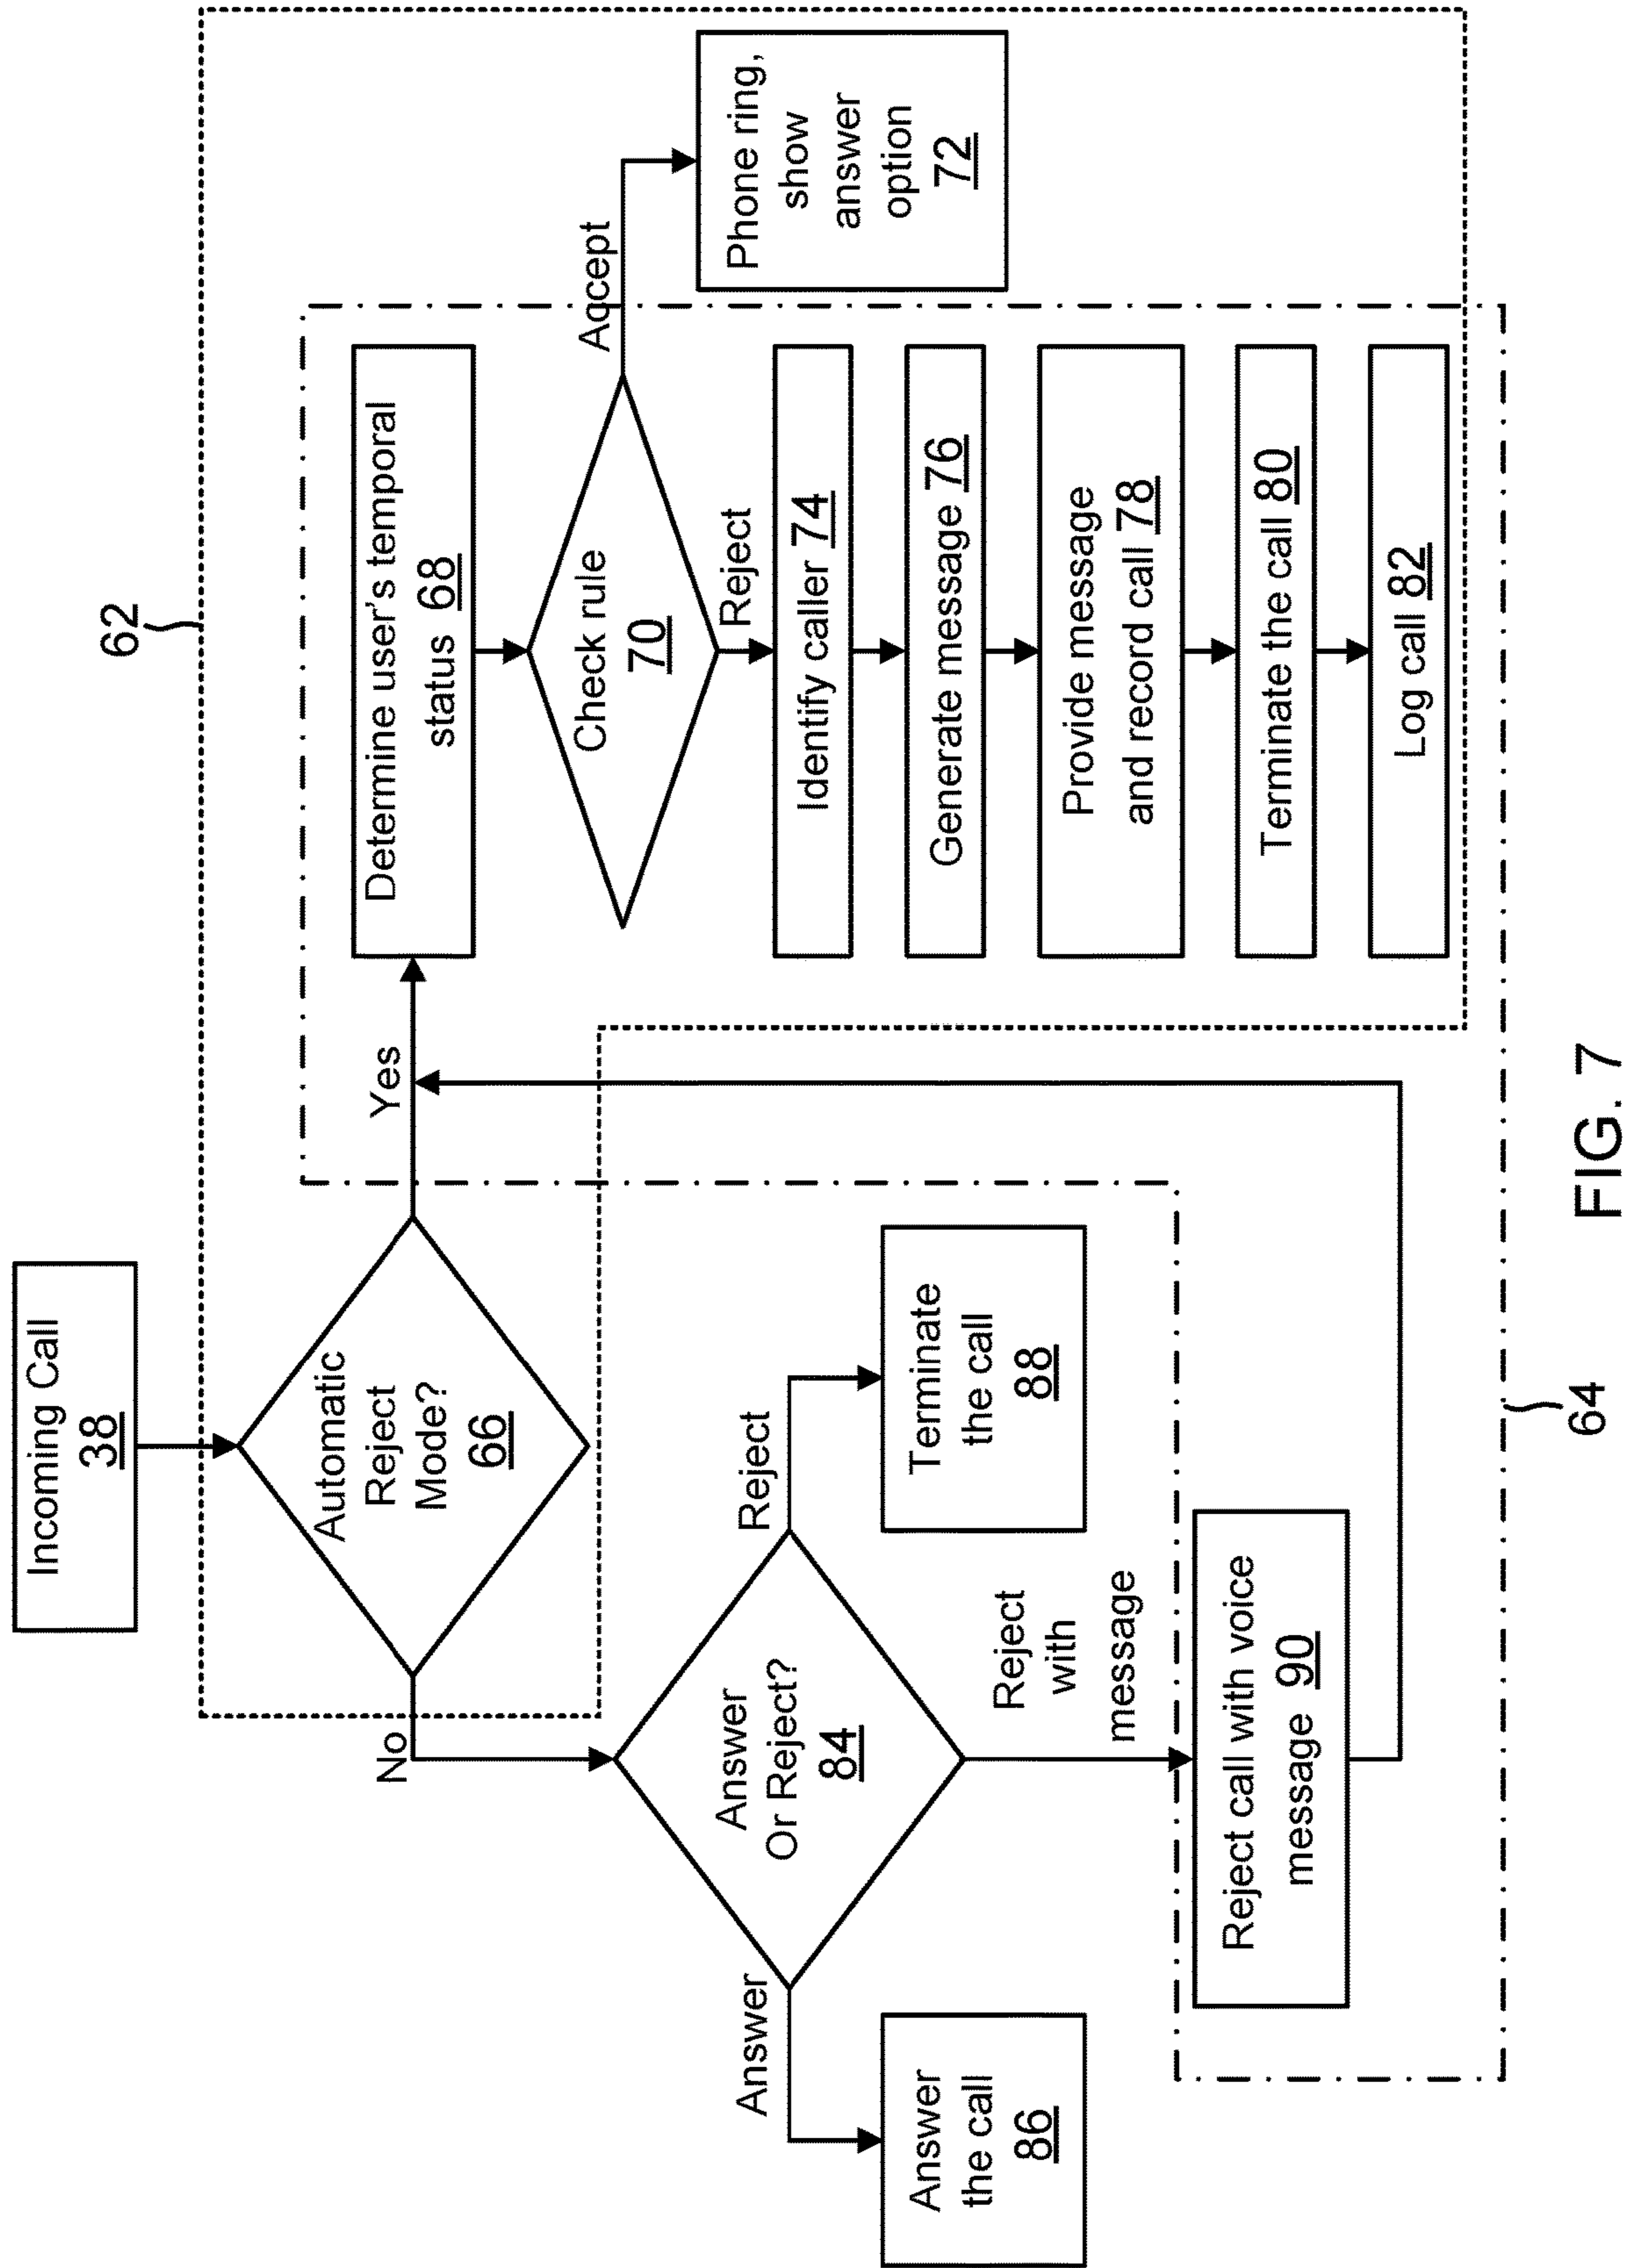 Incoming Call
38
62
Automatic
Reject
Mode?
66
No
Yes
Determine user's temporal
status 68
Check rule
70
Accept
Phone ring,
show
answer
option
72
Reject
Identify caller 74
Generate message 76
Provide message
and record call 78
Terminate the call 80
Log call 82
Answer
Or Reject?
84
Answer
Answer
the call
86
Reject
Terminate
the call
88
Reject
with
message
Reject call with voice
message 90
64
FIG. 7